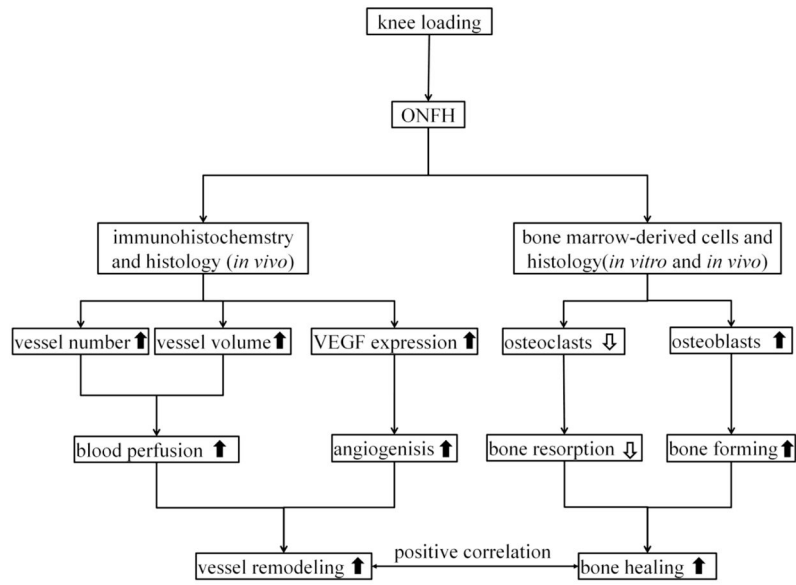 knee loading
ONFH
immunohistochemstry
and histology (in vivo)
bone marrow-derived cells and
histology(in vitro and in vivo)
vessel number
vessel volume
VEGF expression
osteoclasts
osteoblasts
blood perfusion
angiogenisis
bone resorption
bone forming
vessel remodeling
positive correlation
bone healing